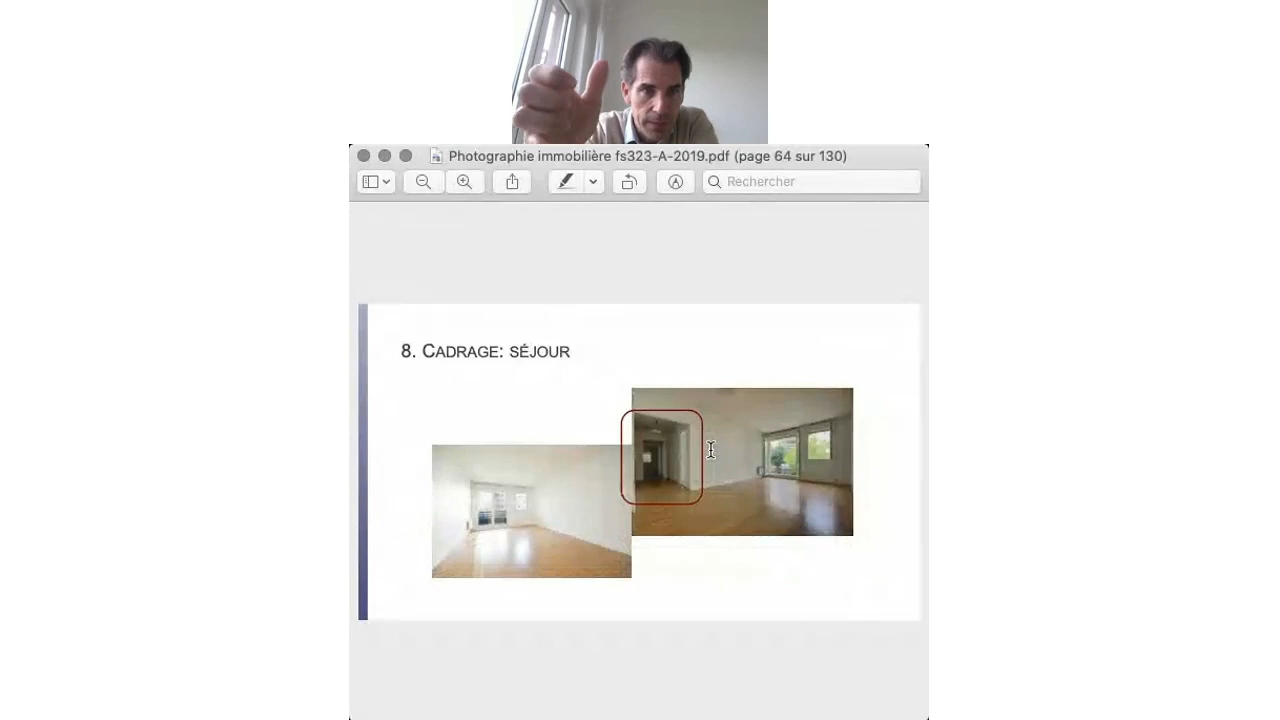 Photographie immobilière fs323-A-2019.pdf (page 64 sur 130)
Rechercher
8. CADRAGE: SÉJOUR